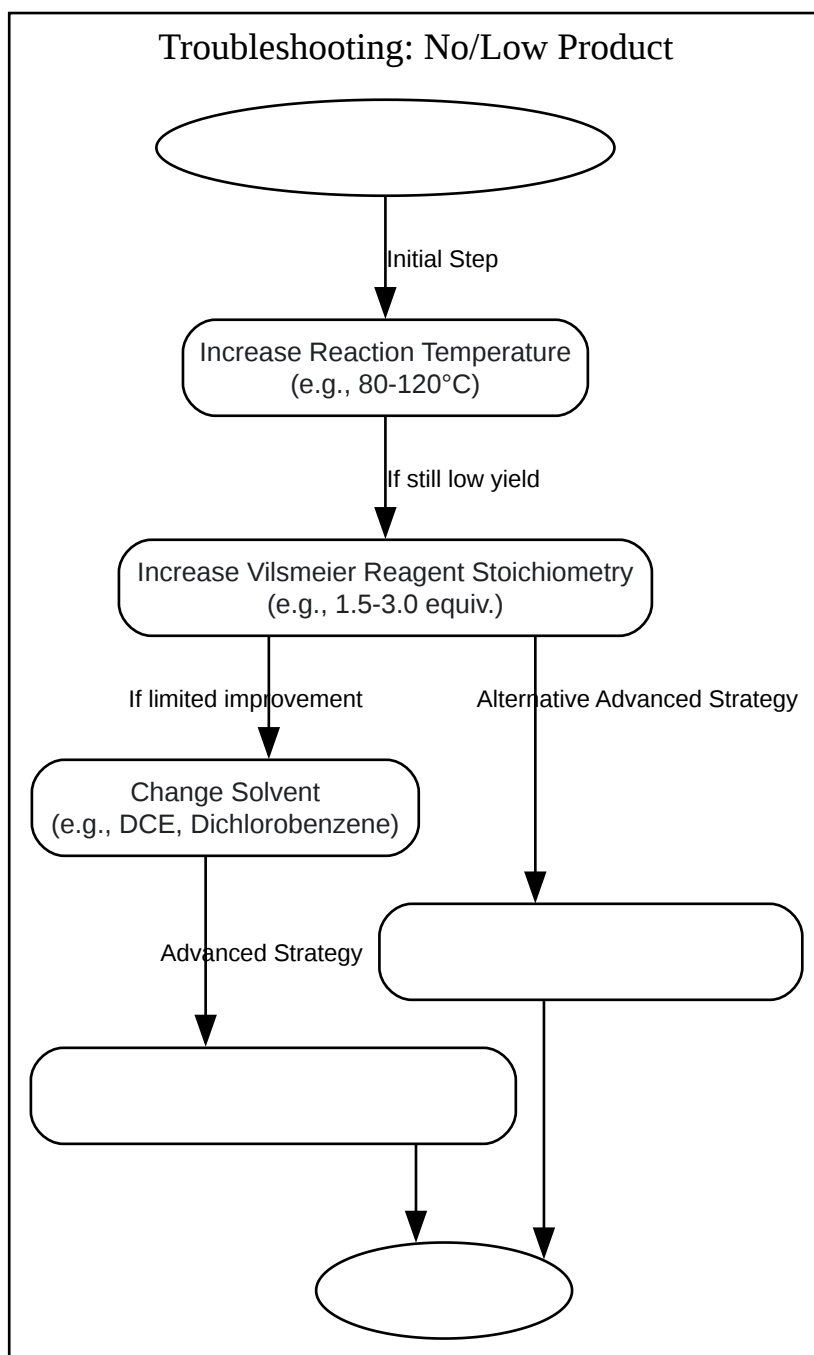 Troubleshooting: No/Low Product
Initial Step
Increase Reaction Temperature
(e.g., 80-120°C)
If still low yield
Increase Vilsmeier Reagent Stoichiometry
(e.g., 1.5-3.0 equiv.)
If limited improvement
Alternative Advanced Strategy
Change Solvent
(e.g., DCE, Dichlorobenzene)
Advanced Strategy